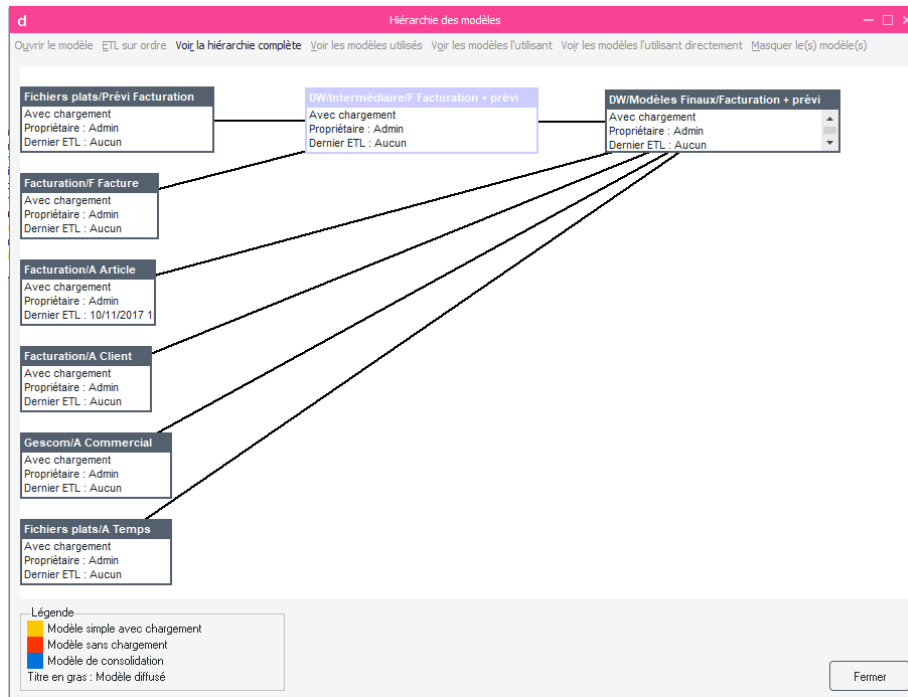 d
Hiérarchie des modèles
Ouvrir le modèle ETL sur ordre Voir la hiérarchie complète Voir les modèles utilisés Voir les modèles l'utilisant Voir les modèles l'utilisant directement Masquer le(s) modèle(s)
Fichiers plats/Prévi Facturation
Avec chargement
Propriétaire : Admin
Dernier ETL : Aucun
DW/Intermédiaire/F Facturation + prévi
Avec chargement
Propriétaire : Admin
Dernier ETL : Aucun
DW/Modèles Finaux/Facturation + prévi
Avec chargement
Propriétaire : Admin
Dernier ETL : Aucun
Facturation/F Facture
Avec chargement
Propriétaire : Admin
Dernier ETL : Aucun
Facturation/A Article
Avec chargement
Propriétaire : Admin
Dernier ETL : 10/11/2017 1
Facturation/A Client
Avec chargement
Propriétaire : Admin
Dernier ETL : Aucun
Gescom/A Commercial
Avec chargement
Propriétaire : Admin
Dernier ETL : Aucun
Fichiers plats/A Temps
Avec chargement
Propriétaire : Admin
Dernier ETL : Aucun
Légende
Modèle simple avec chargement
Modèle sans chargement
Modèle de consolidation
Titre en gras : Modèle diffusé
Fermer